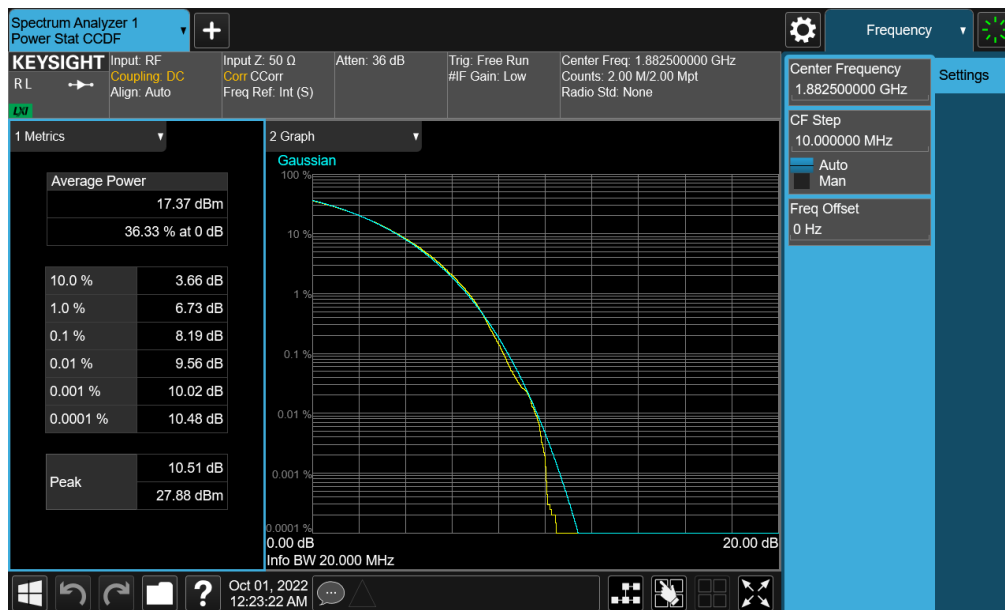 Spectrum Analyzer 1
Power Stat CCDF
Frequency
KEYSIGHT
RL
LXI
Input: RF
Coupling: DC
Align: Auto
Input Z: 50 Ω
Corr CCorr
Freq Ref: Int (S)
Atten: 36 dB
Trig: Free Run
#IF Gain: Low
Center Freq: 1.882500000 GHz
Counts: 2.00 M/2.00 Mpt
Radio Std: None
Center Frequency
1.882500000 GHz
Settings
CF Step
10.000000 MHz
Auto
Man
Freq Offset
0 Hz
1 Metrics
Average Power
17.37 dBm
36.33 % at 0 dB
10.0 % 3.66 dB
1.0 % 6.73 dB
0.1 % 8.19 dB
0.01 % 9.56 dB
0.001 % 10.02 dB
0.0001 % 10.48 dB
Peak
10.51 dB
27.88 dBm
2 Graph
Gaussian
100 %
10 %
1 %
0.1 %
0.01 %
0.001 %
0.0001 %
0.00 dB 20.00 dB
Info BW 20.000 MHz
?
Oct 01, 2022
12:23:22 AM